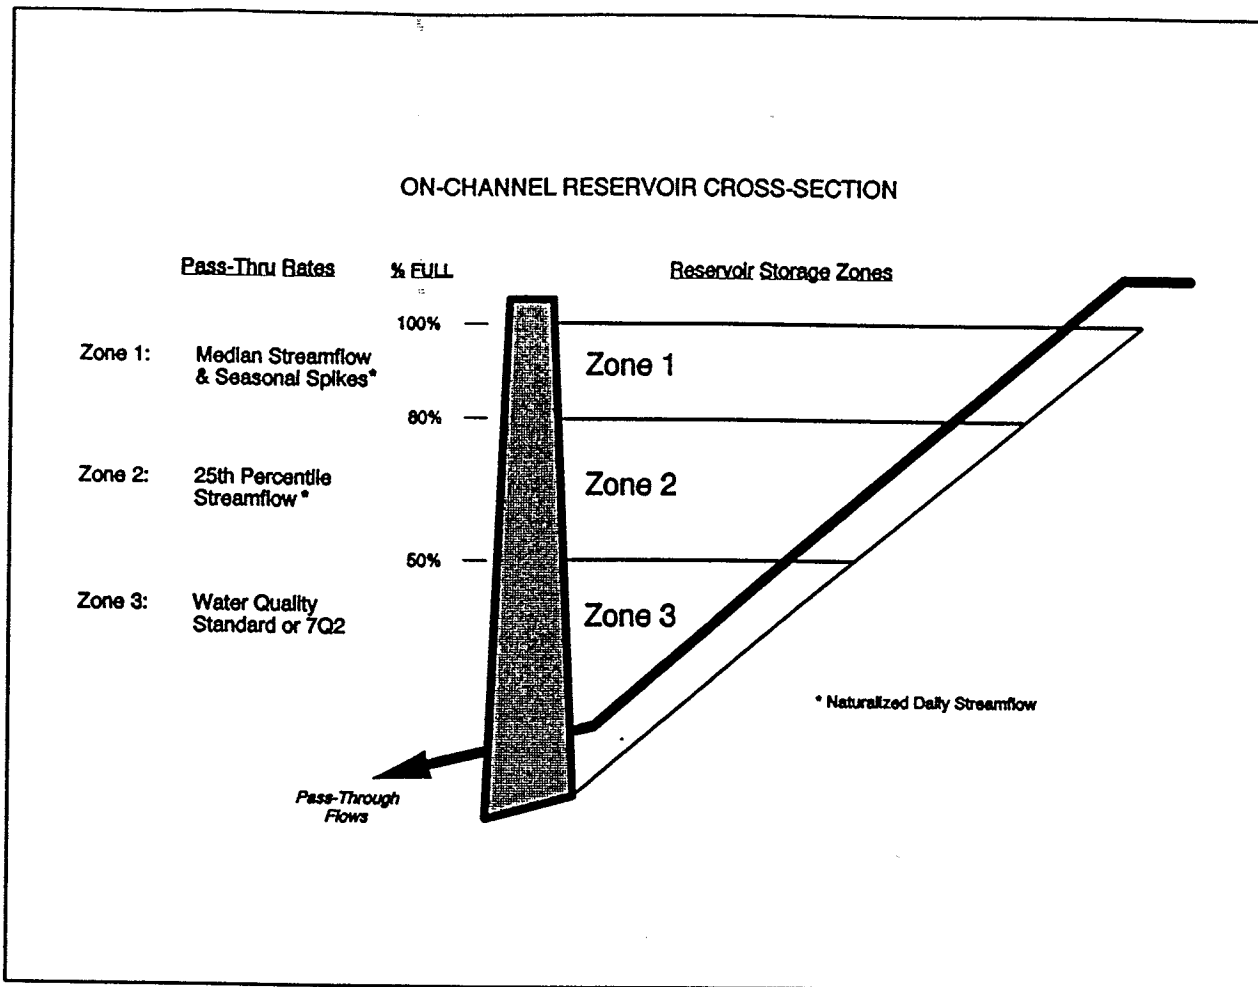 ON-CHANNEL RESERVOIR CROSS-SECTION
Pass-Thru Rates
% FULL
Reservoir Storage Zones
100%
Zone 1:
Median Streamflow
& Seasonal Spikes*
Zone 1
80%
Zone 2:
25th Percentile
Streamflow *
Zone 2
50%
Zone 3:
Water Quality
Standard or 7Q2
Zone 3
* Naturalized Daily Streamflow
Pass-Through
Flows